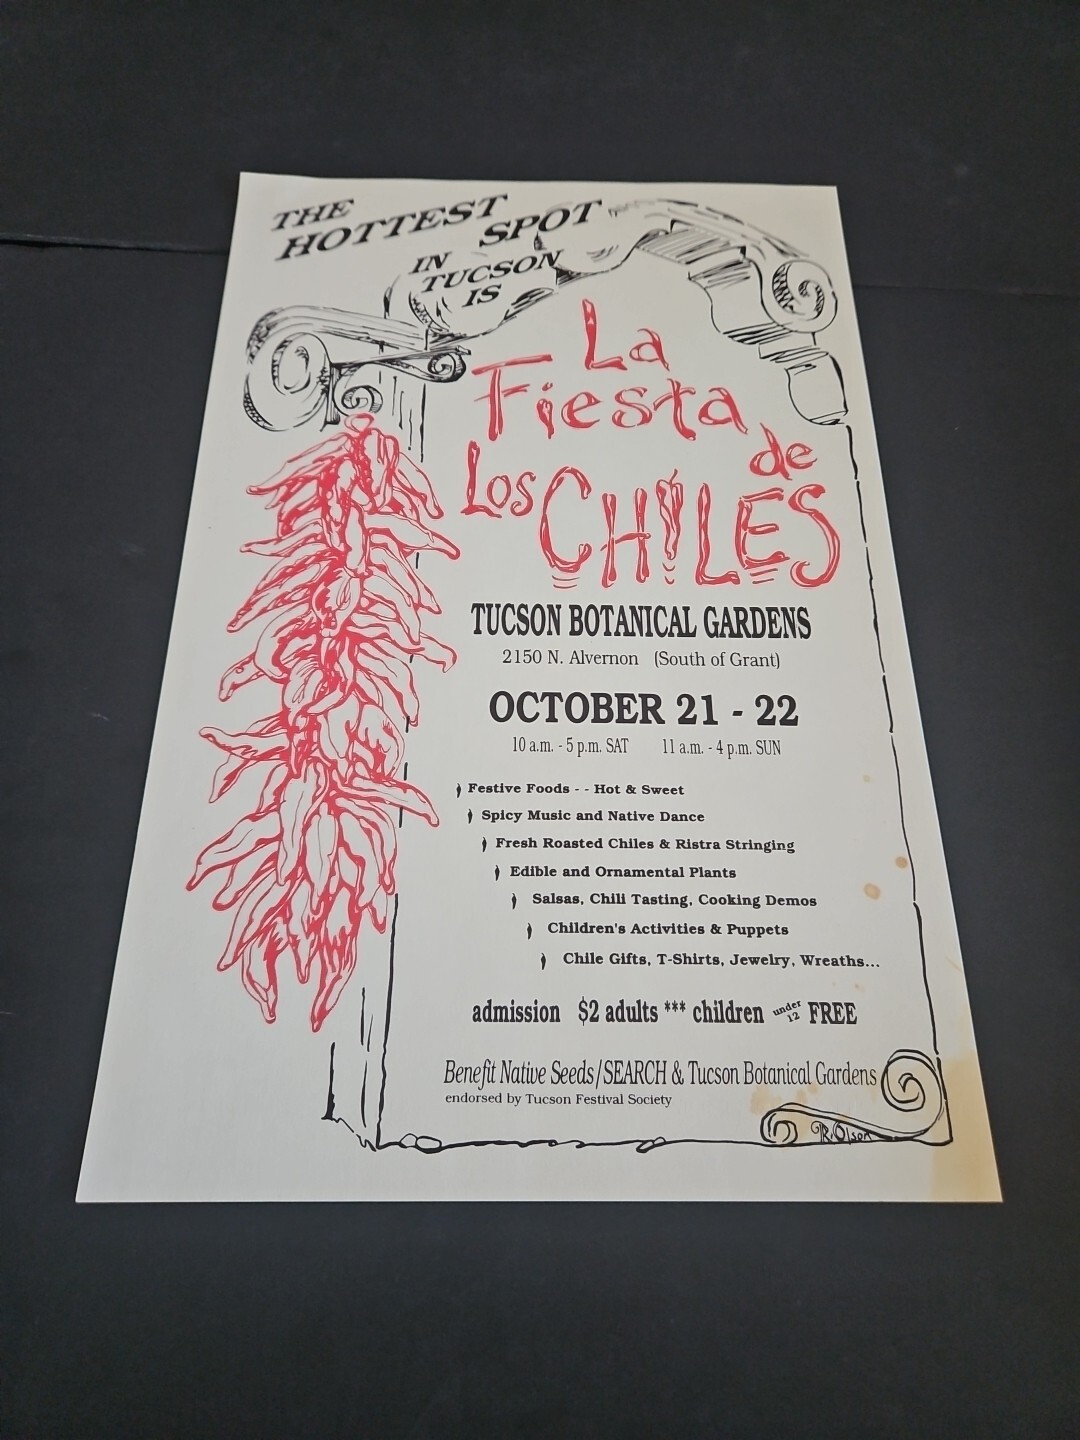 THE
HOTTEST
SPOT
IN
TUCSON
IS
La
Fiesta
de
Los CHILES
TUCSON BOTANICAL GARDENS
2150 N. Alvernon (South of Grant)
OCTOBER 21 - 22
10 a.m. - 5 p.m. SAT 11 a.m. - 4 p.m. SUN
Festive Foods - - Hot & Sweet
Spicy Music and Native Dance
Fresh Roasted Chiles & Ristra Stringing
Edible and Ornamental Plants
Salsas, Chili Tasting, Cooking Demos
Children's Activities & Puppets
Chile Gifts, T-Shirts, Jewelry, Wreaths...
admission $2 adults *** children under 12 FREE
Benefit Native Seeds/SEARCH & Tucson Botanical Gardens
endorsed by Tucson Festival Society
R. Olson